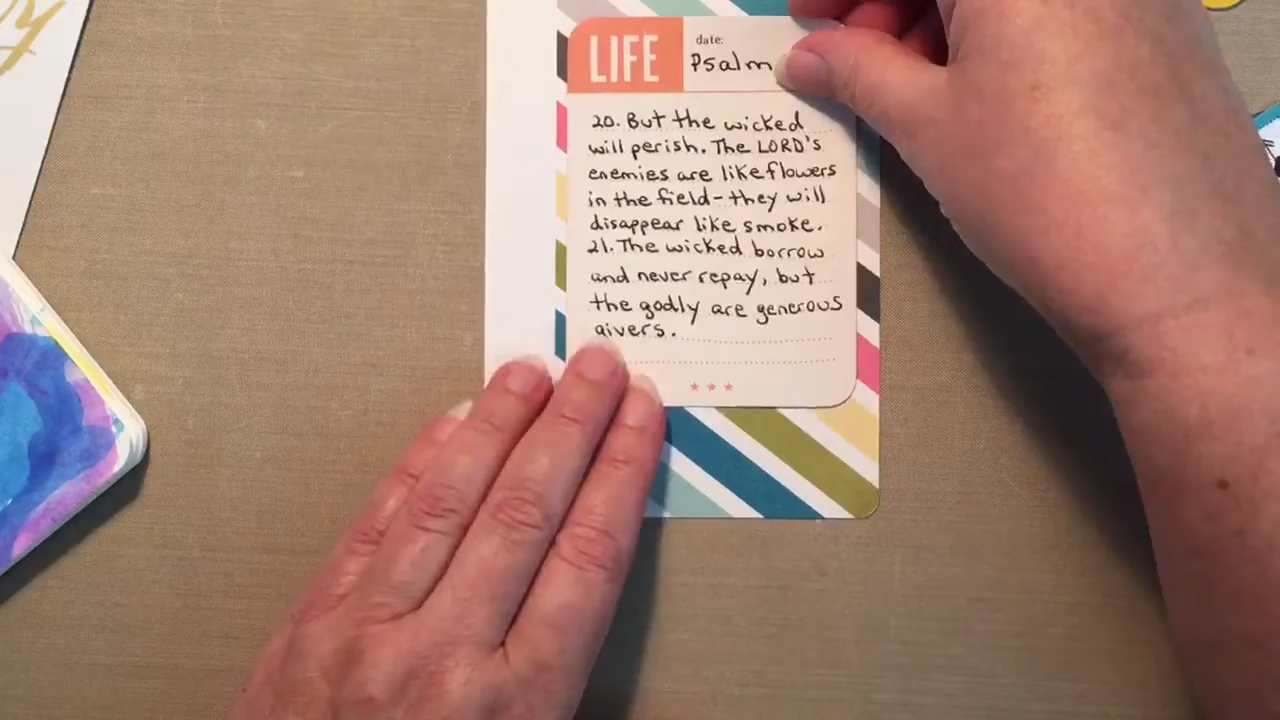 LIFE
date:
Psalm
20. But the wicked
will perish. The LORD's
enemies are like flowers
in the field - they will
disappear like smoke.
21. The wicked borrow
and never repay, but
the godly are generous
givers.